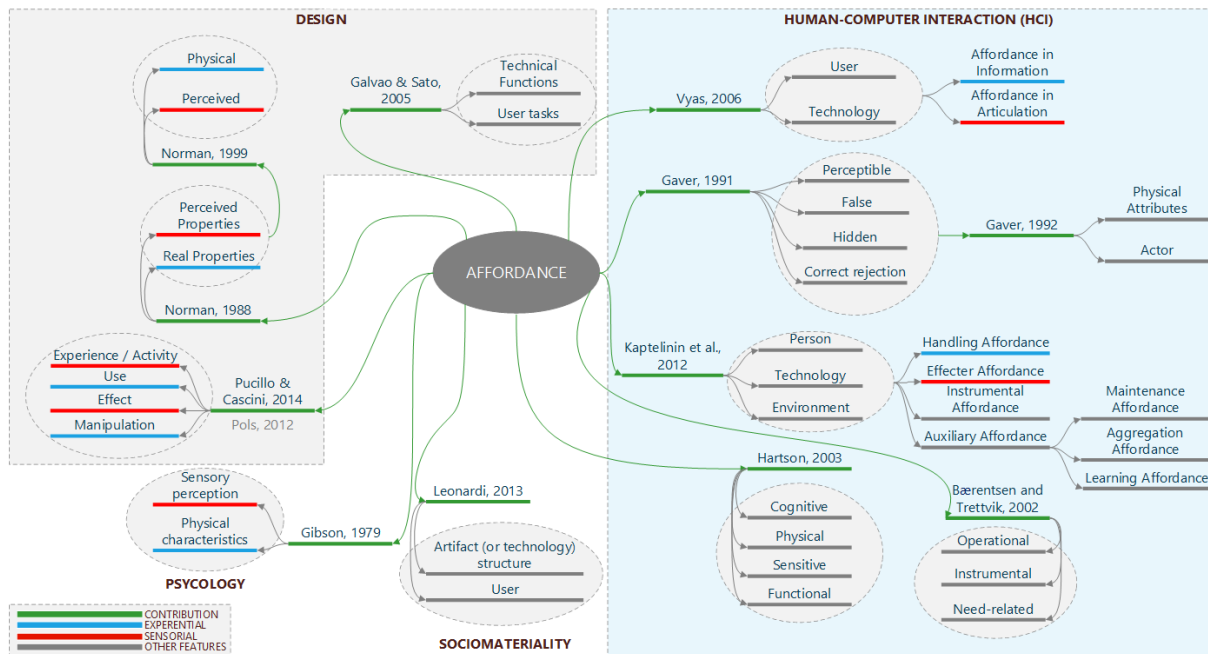 DESIGN
Physical
Perceived
Norman, 1999
Perceived
Properties
Real Properties
Norman, 1988
Galvao & Sato,
2005
Technical
Functions
User tasks
Experience / Activity
Use
Effect
Manipulation
Pucillo &
Cascini, 2014
Pols, 2012
AFFORDANCE
Sensory
perception
Physical
characteristics
Gibson, 1979
PSYCOLOGY
Leonardi, 2013
Artifact (or technology)
structure
User
SOCIOMATERIALITY
HUMAN-COMPUTER INTERACTION (HCI)
Vyas, 2006
User
Technology
Affordance in
Information
Affordance in
Articulation
Gaver, 1991
Perceptible
False
Hidden
Correct rejection
Gaver, 1992
Physical
Attributes
Actor
Kaptelinin et al.,
2012
Person
Technology
Environment
Handling Affordance
Effecter Affordance
Instrumental
Affordance
Auxiliary Affordance
Maintenance
Affordance
Aggregation
Affordance
Learning Affordance
Hartson, 2003
Cognitive
Physical
Sensitive
Functional
Bærentsen and
Trettvik, 2002
Operational
Instrumental
Need-related
CONTRIBUTION
EXPERENTIAL
SENSORIAL
OTHER FEATURES